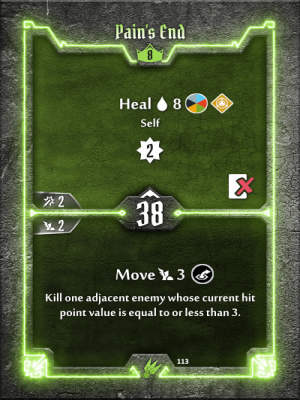 Pain's End
8
Heal 8
Self
2
2
38
2
Move 3
Kill one adjacent enemy whose current hit
point value is equal to or less than 3.
113